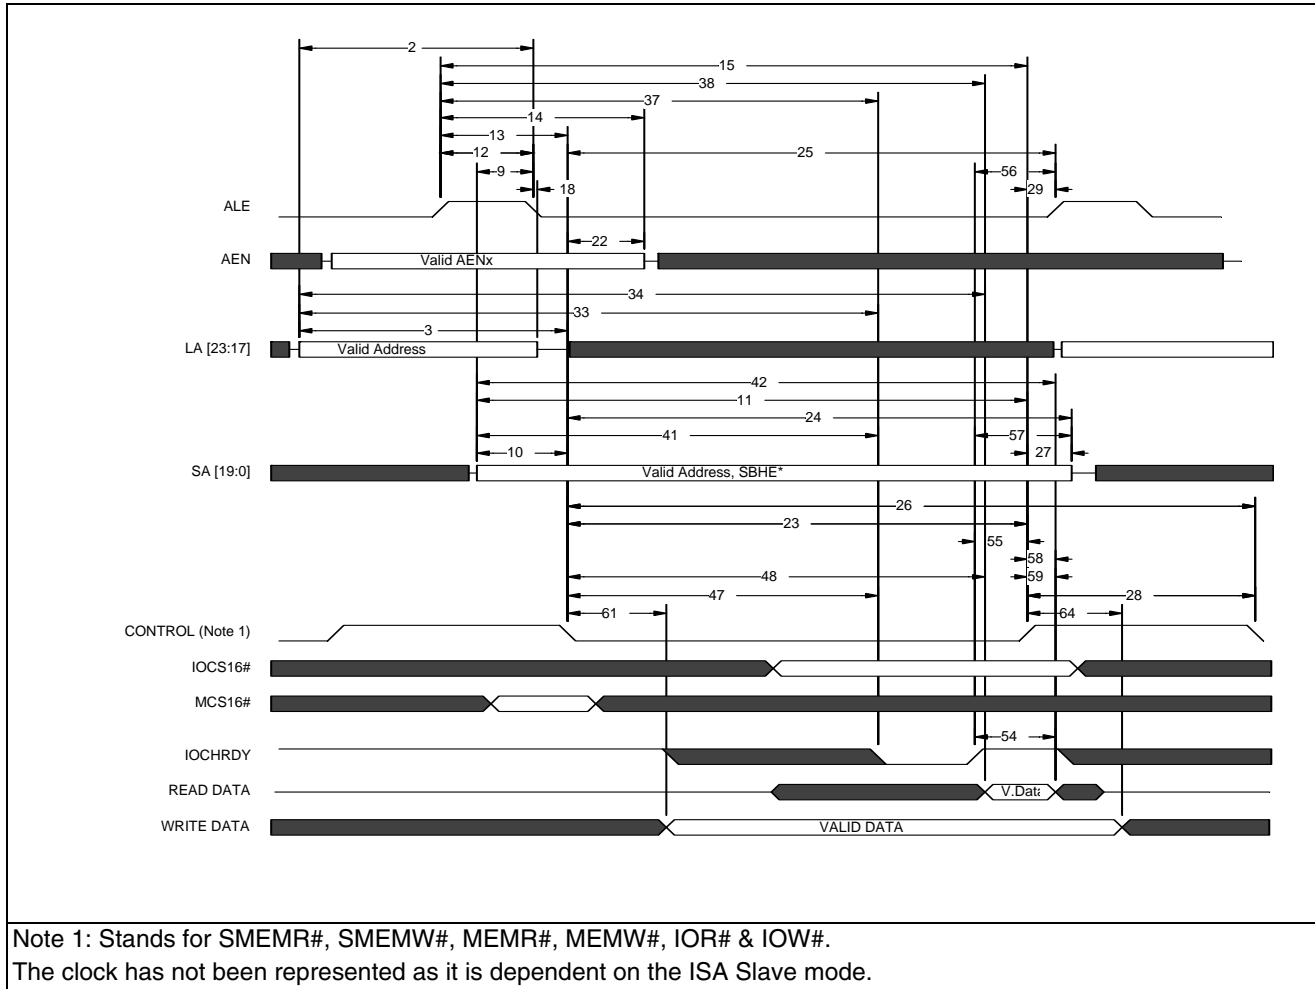 2
15
38
37
14
13
12
25
9
56
18
29
ALE
22
AEN
Valid AENx
34
33
3
LA [23:17]
Valid Address
42
11
24
41
57
10
27
SA [19:0]
Valid Address, SBHE*
26
23
55
58
48
59
47
28
61
64
CONTROL (Note 1)
IOCS16#
MCS16#
54
IOCHRDY
READ DATA
V.Data
WRITE DATA
VALID DATA
Note 1: Stands for SMEMR#, SMEMW#, MEMR#, MEMW#, IOR# & IOW#.
The clock has not been represented as it is dependent on the ISA Slave mode.